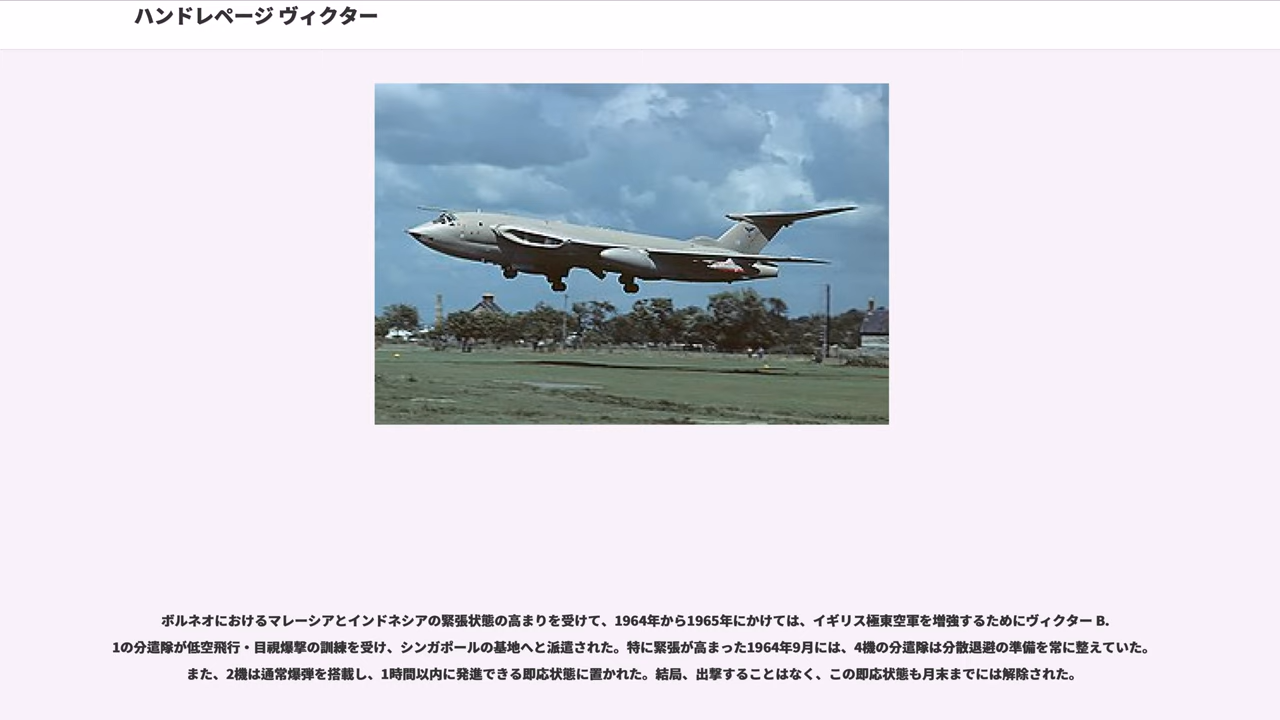 ハンドレページ ヴィクター
ボルネオにおけるマレーシアとインドネシアの緊張状態の高まりを受けて、1964年から1965年にかけては、イギリス極東空軍を増強するためにヴィクター B.
1の分遣隊が低空飛行・目視爆撃の訓練を受け、シンガポールの基地へと派遣された。特に緊張が高まった1964年9月には、4機の分遣隊は分散退避の準備を常に整えていた。
また、2機は通常爆弾を搭載し、1時間以内に発進できる即応状態に置かれた。結局、出撃することはなく、この即応状態も月末までには解除された。